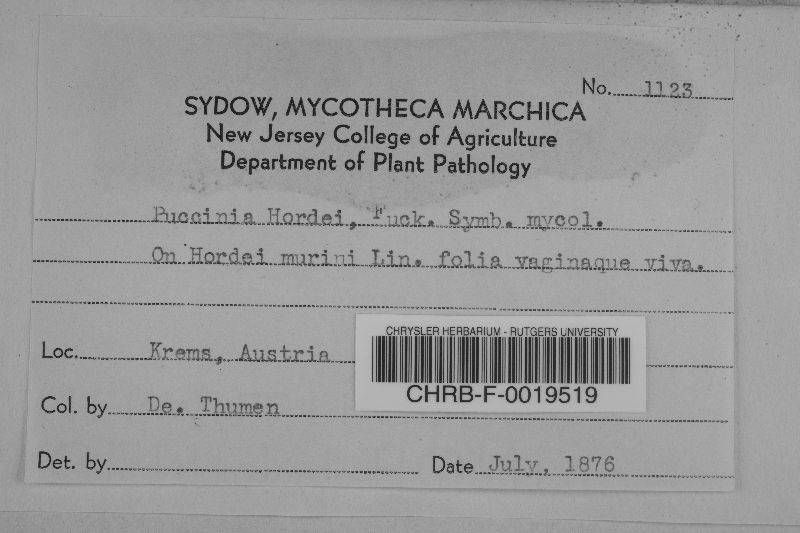 No. 1123
SYDOW, MYCOTHECA MARCHICA
New Jersey College of Agriculture
Department of Plant Pathology
Puccinia Hordei, Fuck. Symb. mycol.
On Hordei murini Lin. folia vaginaque viva.
CHRYSLER HERBARIUM - RUTGERS UNIVERSITY
CHRB-F-0019519
Loc. Krems, Austria
Col. by De. Thumen
Det. by
Date July, 1876